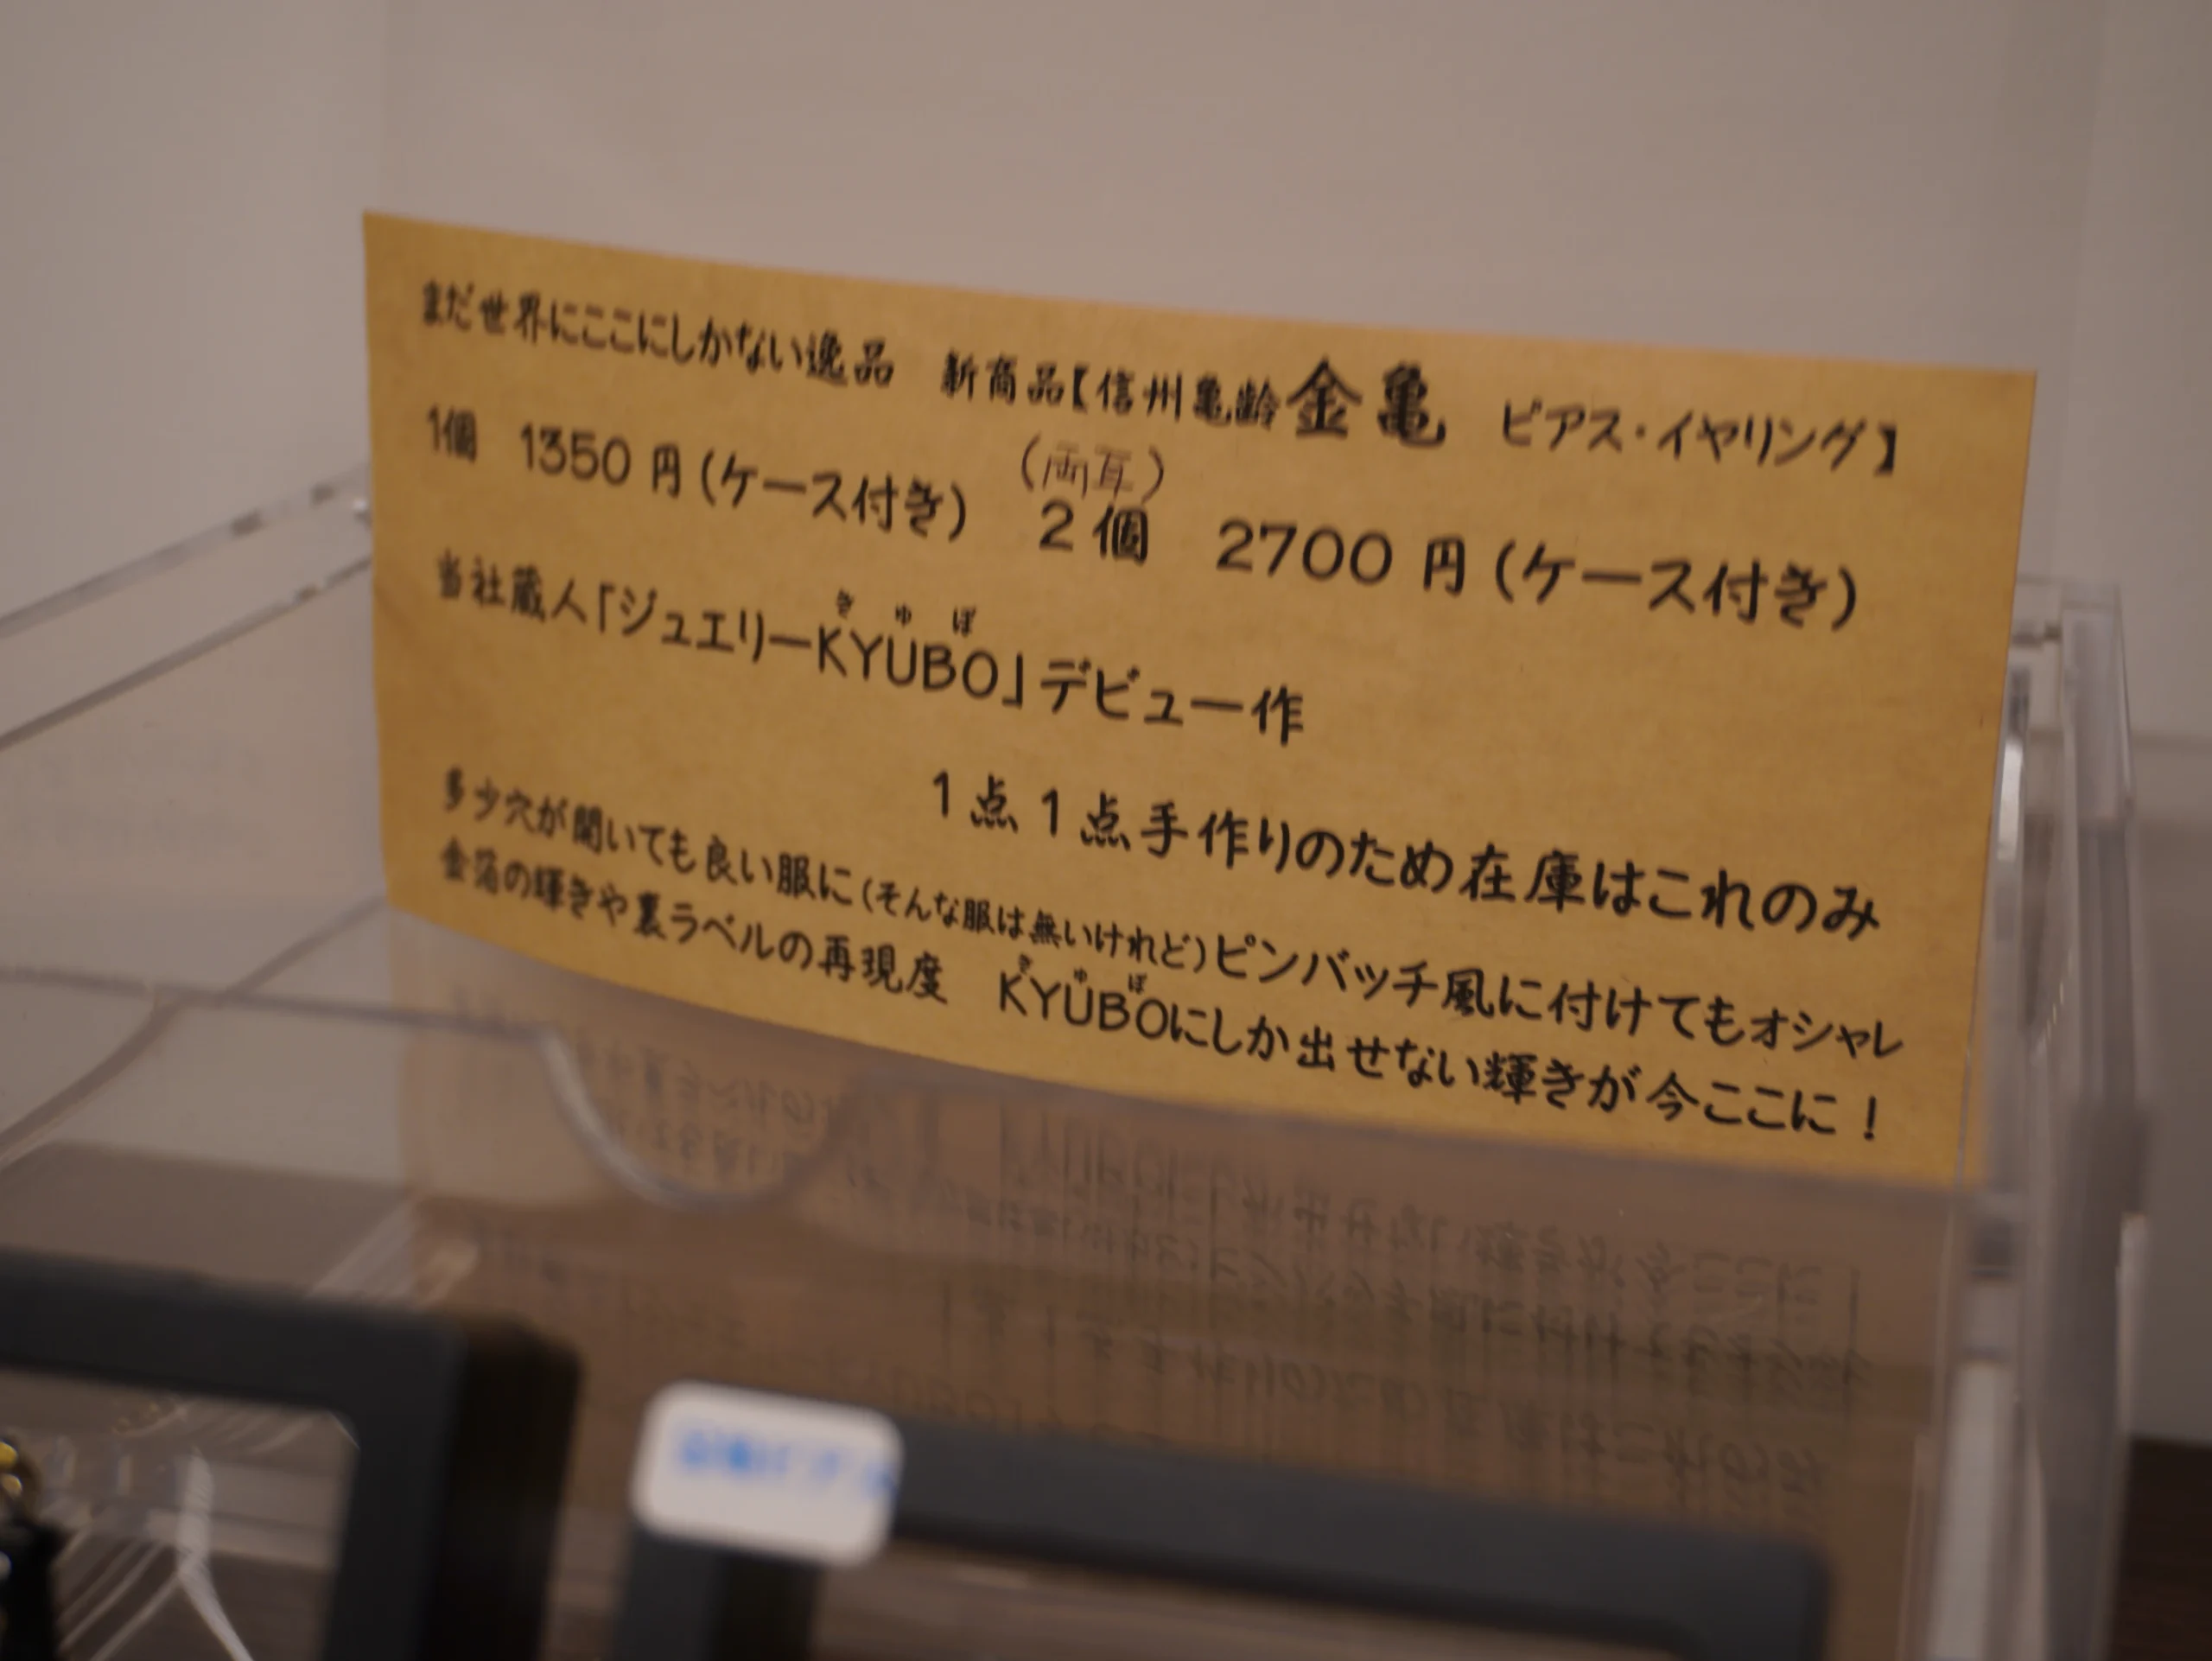 まだ世界にここにしかない逸品　新商品【信州亀齢金亀　ピアス・イヤリング】
（両耳）
1個　1350円（ケース付き）　2個　2700円（ケース付き）
きゅぼ
当社蔵人「ジュエリーKYUBO」デビュー作
1点1点手作りのため在庫はこれのみ
多少穴が開いても良い服に（そんな服は無いけれど）ピンバッチ風に付けてもオシャレ
きゅぼ
金箔の輝きや裏ラベルの再現度　KYUBOにしか出せない輝きが今ここに！